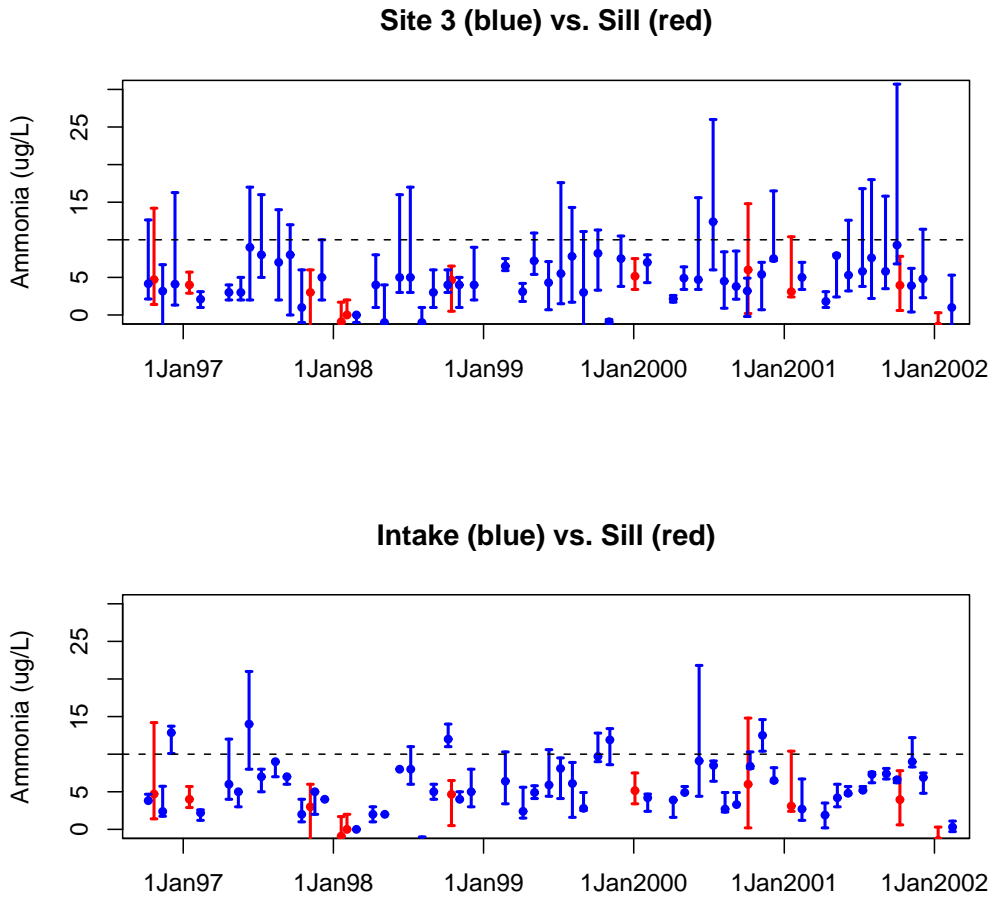 Site 3 (blue) vs. Sill (red)
Ammonia (ug/L)
25
15
5
0
1Jan97 1Jan98 1Jan99 1Jan2000 1Jan2001 1Jan2002
Intake (blue) vs. Sill (red)
Ammonia (ug/L)
25
15
5
0
1Jan97 1Jan98 1Jan99 1Jan2000 1Jan2001 1Jan2002